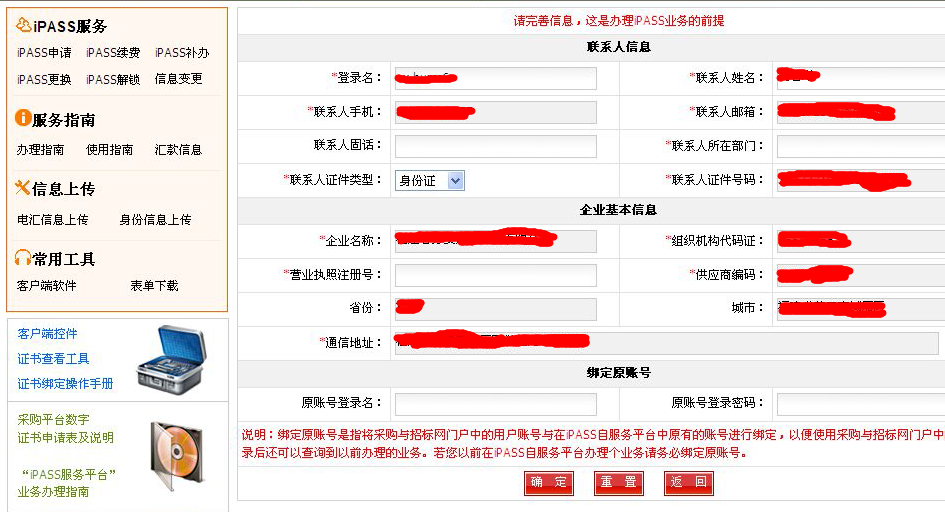 iPASS服务
iPASS申请 iPASS续费 iPASS补办
iPASS更换 iPASS解锁 信息变更
服务指南
办理指南 使用指南 汇款信息
信息上传
电汇信息上传 身份信息上传
常用工具
客户端软件 表单下载
客户端控件
证书查看工具
证书绑定操作手册
采购平台数字
证书申请表及说明
“iPASS服务平台”
业务办理指南
请完善信息，这是办理iPASS业务的前提
联系人信息
*登录名： *联系人姓名：
*联系人手机： *联系人邮箱：
联系人固话： *联系人所在部门：
*联系人证件类型： 身份证 *联系人证件号码：
企业基本信息
*企业名称： *组织机构代码证：
*营业执照注册号： *供应商编码：
省份： 城市：
*通信地址：
绑定原账号
原账号登录名： 原账号登录密码：
说明：绑定原账号是指将采购与招标网门户中的用户账号与在iPASS自服务平台中原有的账号进行绑定，以便使用采购与招标网门户中
录后还可以查询到以前办理的业务。若您以前在iPASS自服务平台办理个业务请务必绑定原账号。
确 定 重 置 返 回